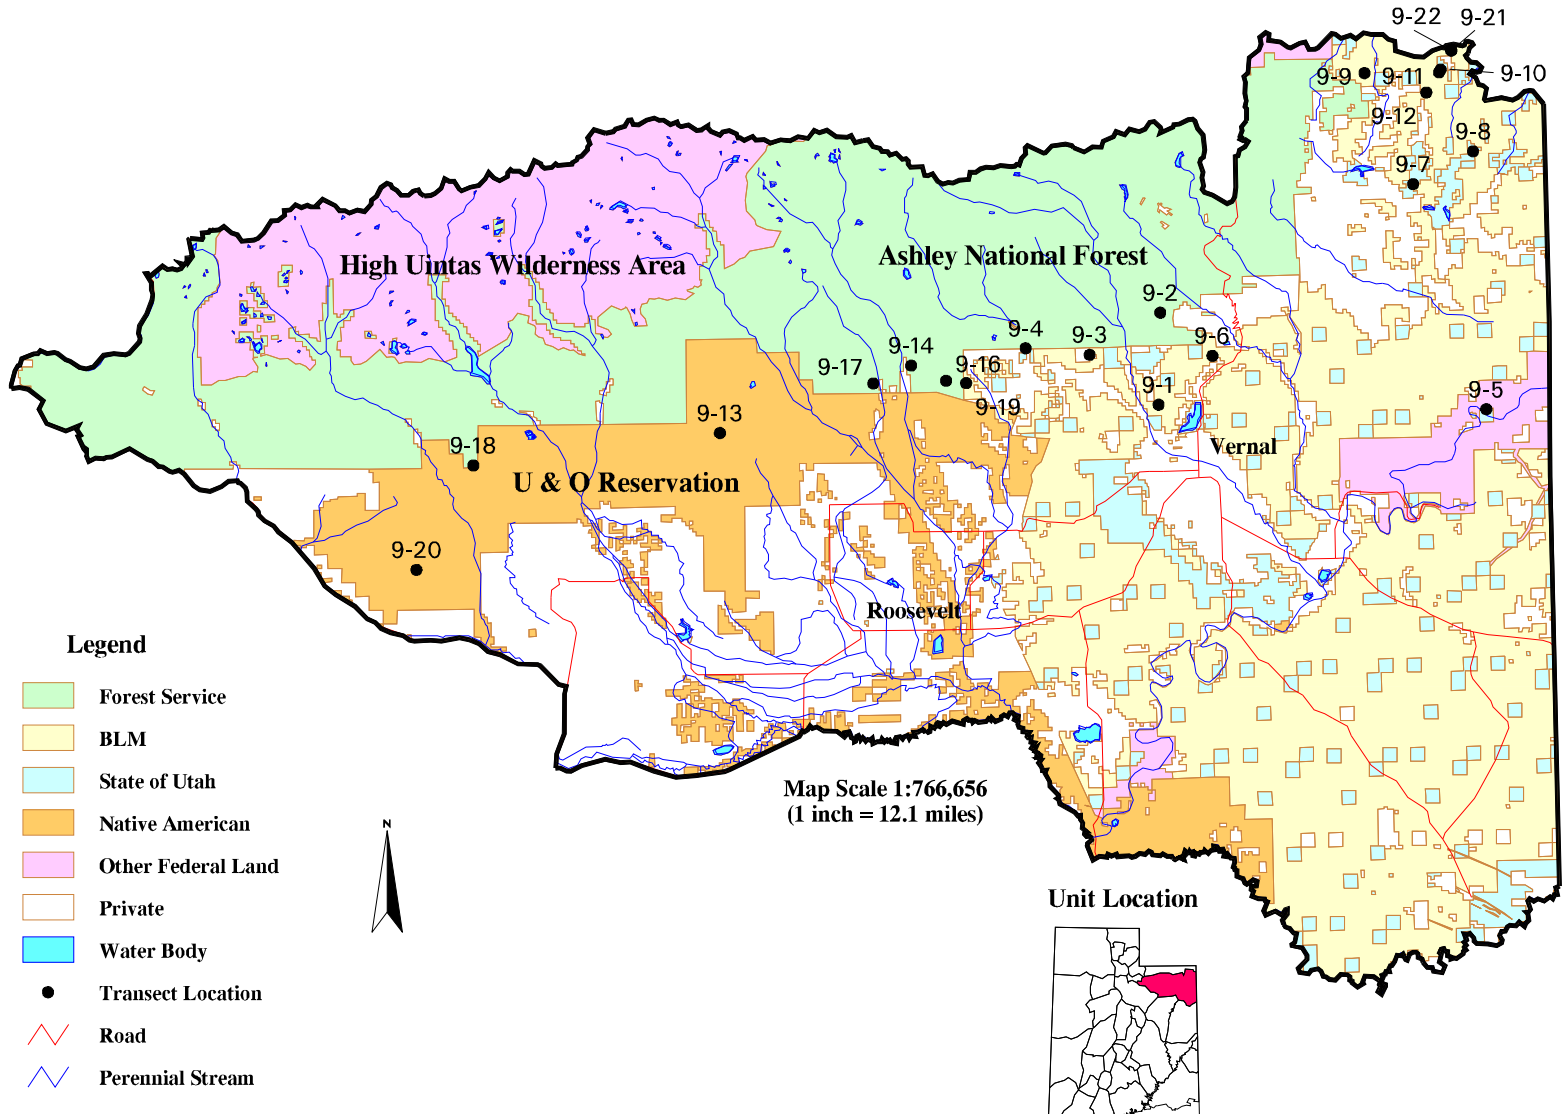 9-22 9-21
9-9 9-11 9-10
9-12
9-8
9-7
High Uintas Wilderness Area
Ashley National Forest
9-2
9-4 9-3 9-6
9-17 9-14 9-16
9-1
9-19
9-5
9-13
9-18
Vernal
U & O Reservation
9-20
Roosevelt
Legend
Forest Service
BLM
State of Utah
Native American
Other Federal Land
Private
Water Body
Transect Location
Road
Perennial Stream
N
Map Scale 1:766,656
(1 inch = 12.1 miles)
Unit Location